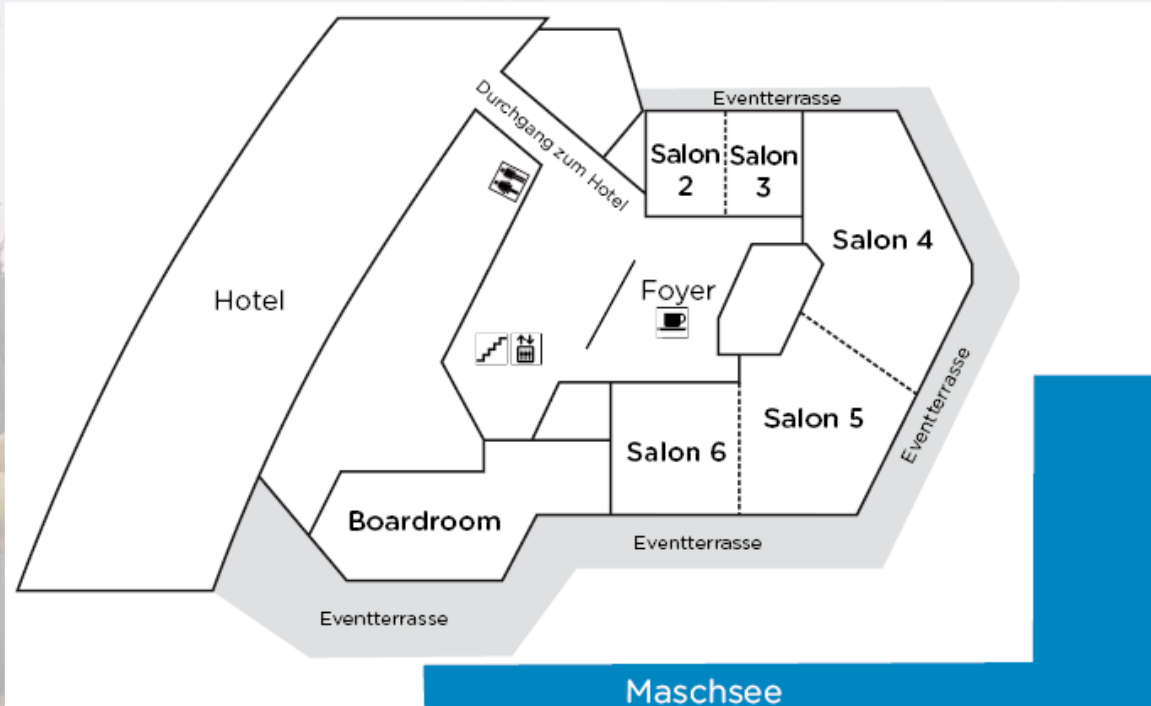 Eventterrasse
Durchgang zum Hotel
Salon
2
Salon
3
Salon 4
Hotel
Foyer
Eventterrasse
Salon 5
Salon 6
Boardroom
Eventterrasse
Eventterrasse
Maschsee